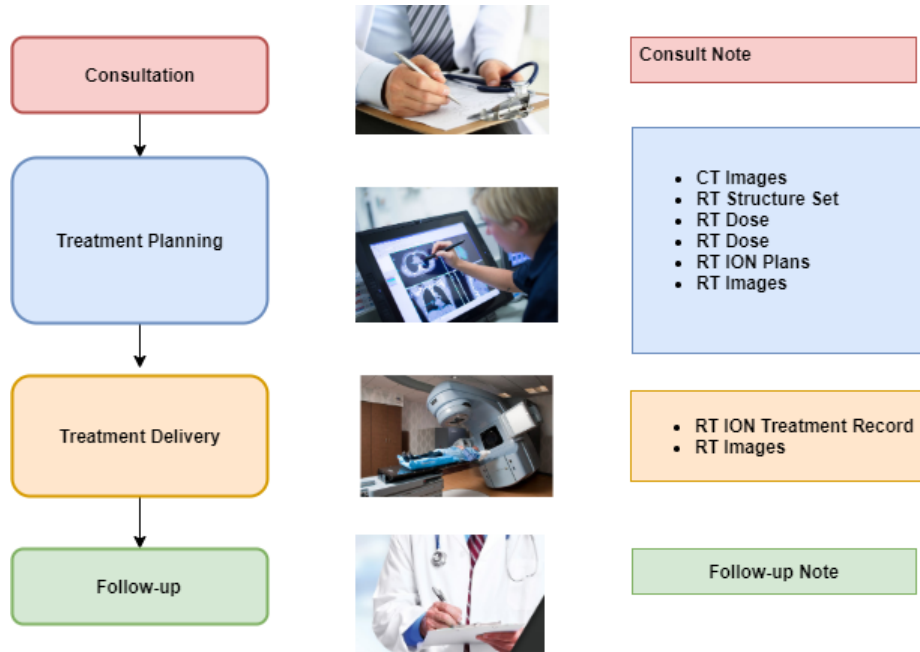 Consultation
Consult Note
Treatment Planning
• CT Images
• RT Structure Set
• RT Dose
• RT Dose
• RT ION Plans
• RT Images
Treatment Delivery
• RT ION Treatment Record
• RT Images
Follow-up
Follow-up Note